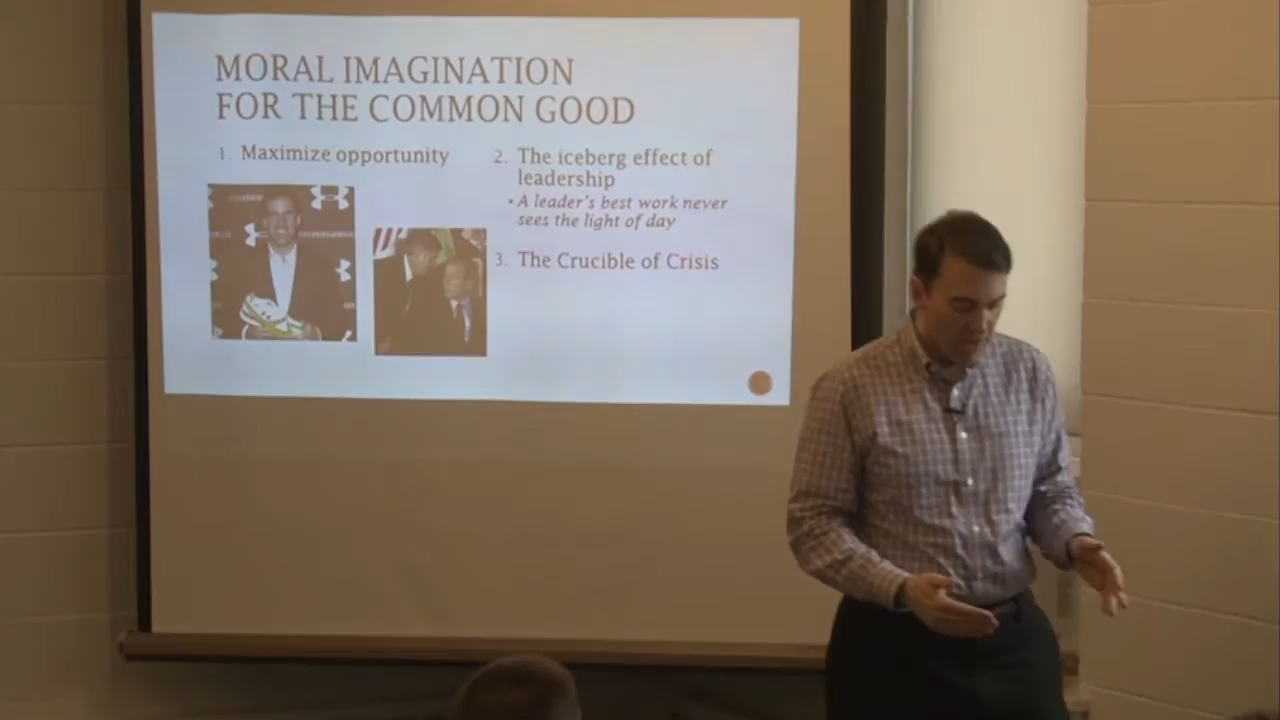 MORAL IMAGINATION
FOR THE COMMON GOOD
1. Maximize opportunity
2. The iceberg effect of
leadership
• A leader's best work never
sees the light of day
3. The Crucible of Crisis